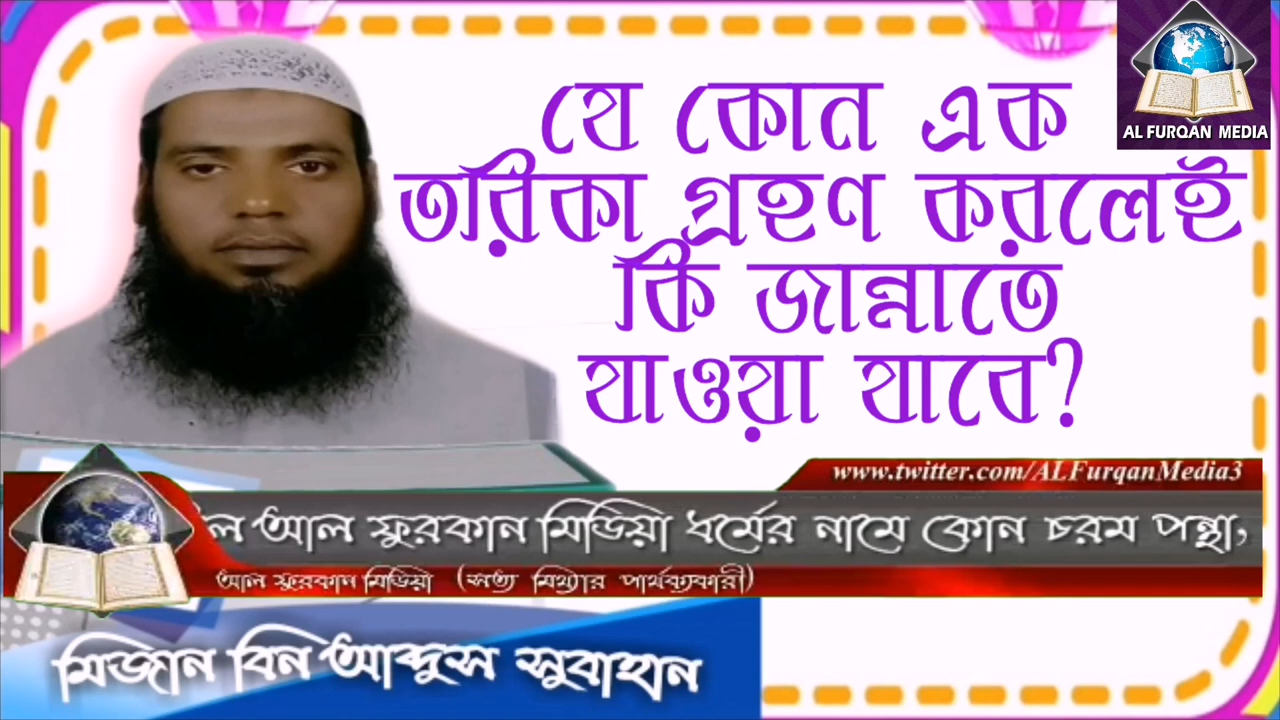 AL FURQAN MEDIA
যে কোন এক
তরিকা গ্রহণ করলেই
কি জান্নাতে
যাওয়া যাবে?
www.twitter.com/ALFurqanMedia3
ল আল ফুরকান মিডিয়া ধর্মের নামে কোন চরম পন্থা,
আল ফুরকান মিডিয়া (সত্য মিথ্যার পার্থক্যকারী)
মিজান বিন আব্দুস সুবাহান